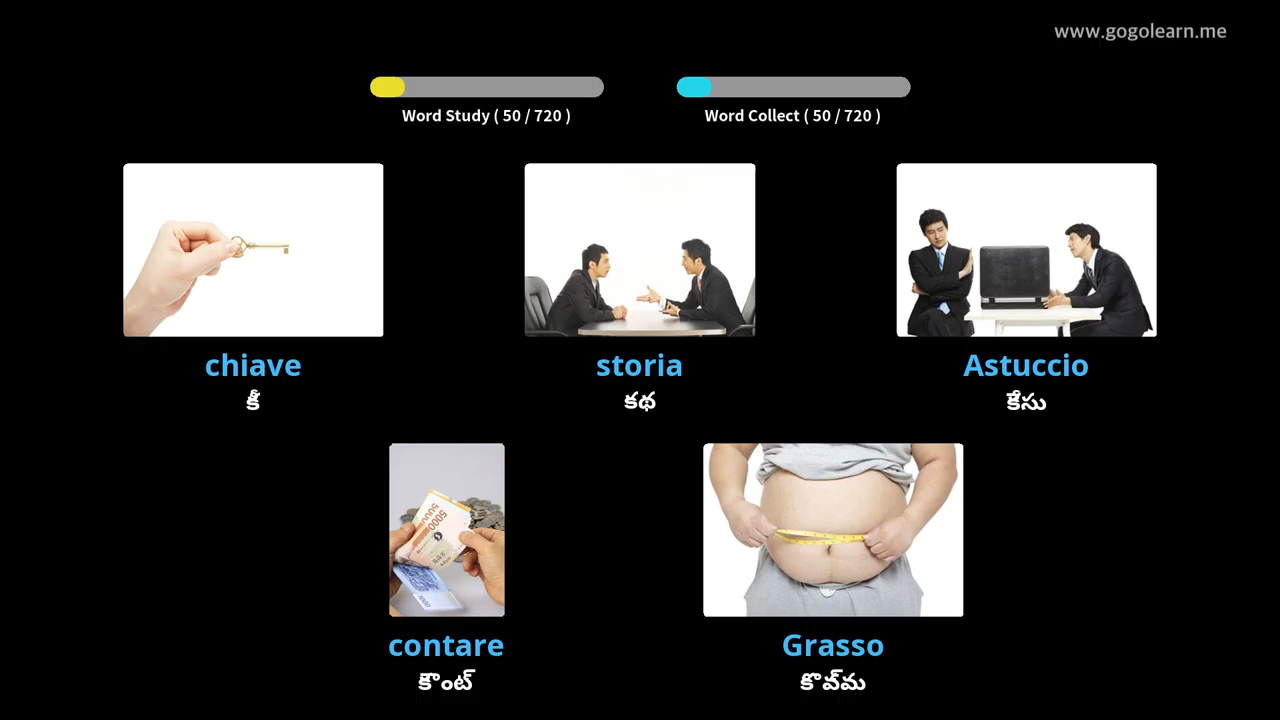 www.gogolearn.me
Word Study ( 50 / 720 )
Word Collect ( 50 / 720 )
chiave
కీ
storia
కథ
Astuccio
కేసు
contare
కౌంట్
Grasso
కొవ్మ